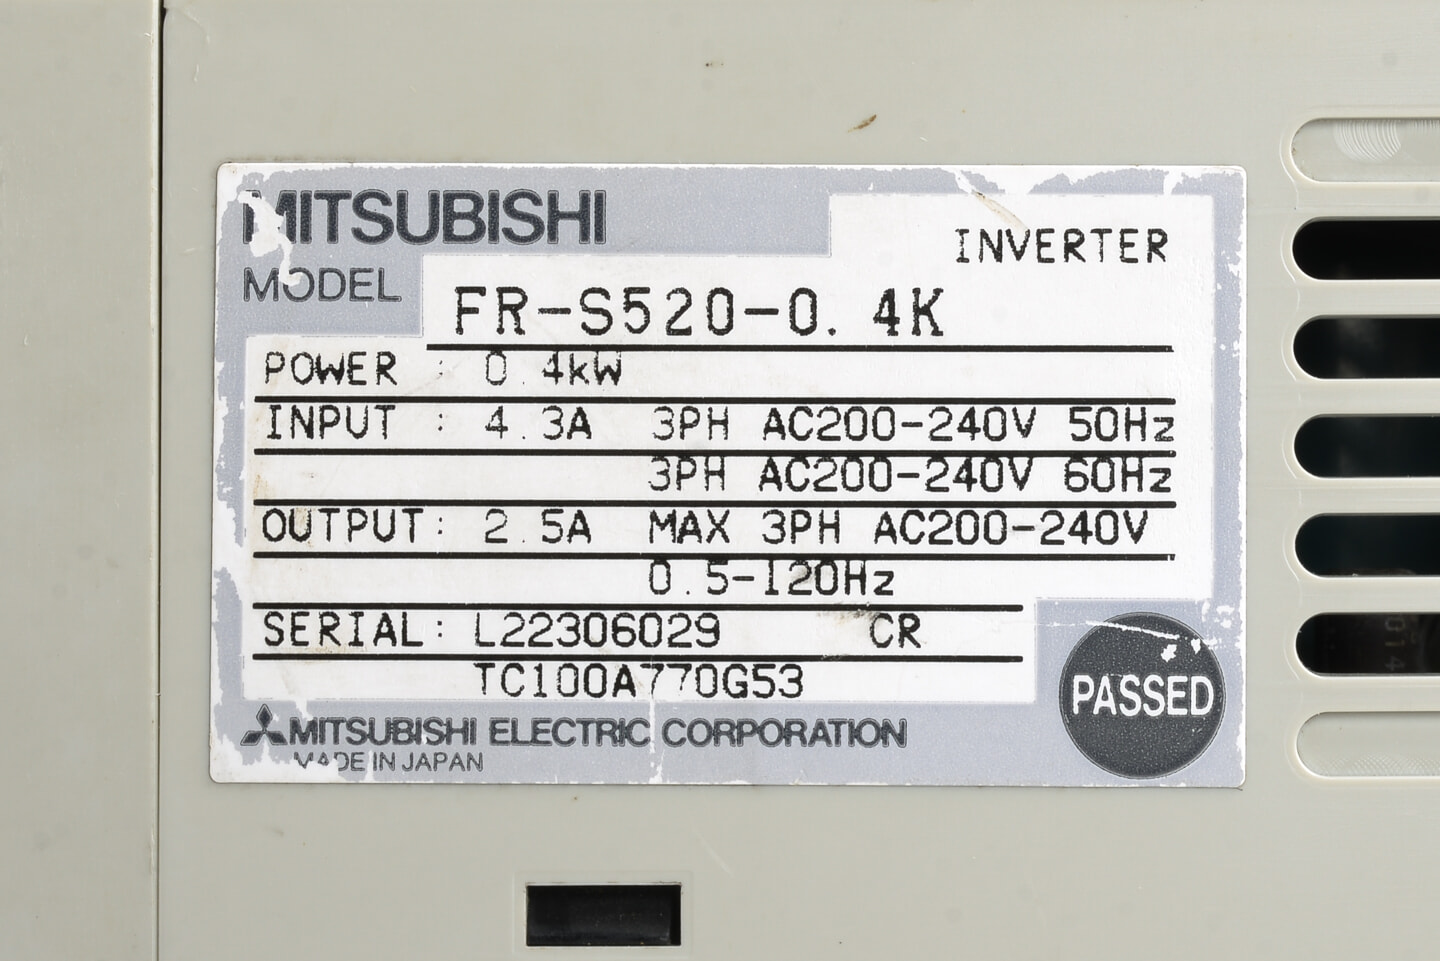 MITSUBISHI
INVERTER
MODEL FR-S520-0.4K
POWER : 0.4kW
INPUT : 4.3A 3PH AC200-240V 50Hz
3PH AC200-240V 60Hz
OUTPUT: 2.5A MAX 3PH AC200-240V
0.5-120Hz
SERIAL: L22306029 CR
TC100A770G53
PASSED
MITSUBISHI ELECTRIC CORPORATION
MADE IN JAPAN